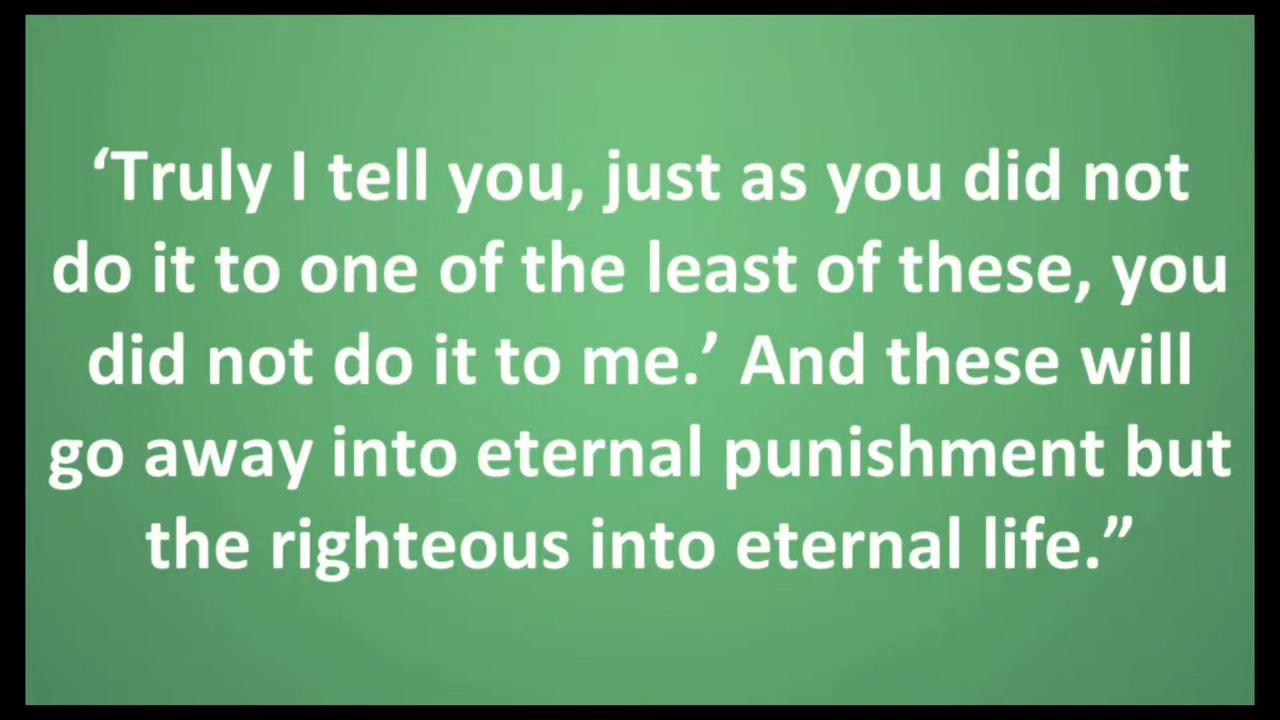 ‘Truly I tell you, just as you did not
do it to one of the least of these, you
did not do it to me.’ And these will
go away into eternal punishment but
the righteous into eternal life.”